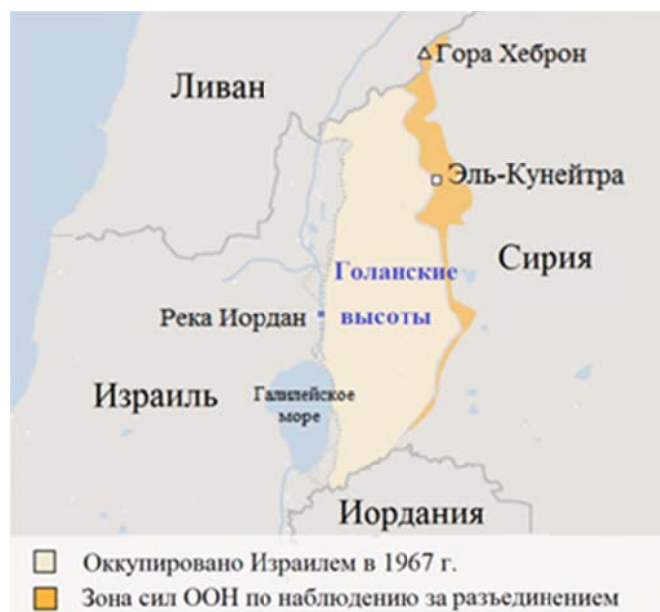 Гора Хеброн
Ливан
Эль-Кунейтра
Сирия
Голанские
высоты
Река Иордан
Израиль
Галилейское
море
Иордания
Оккупировано Израилем в 1967 г.
Зона сил ООН по наблюдению за разъединением